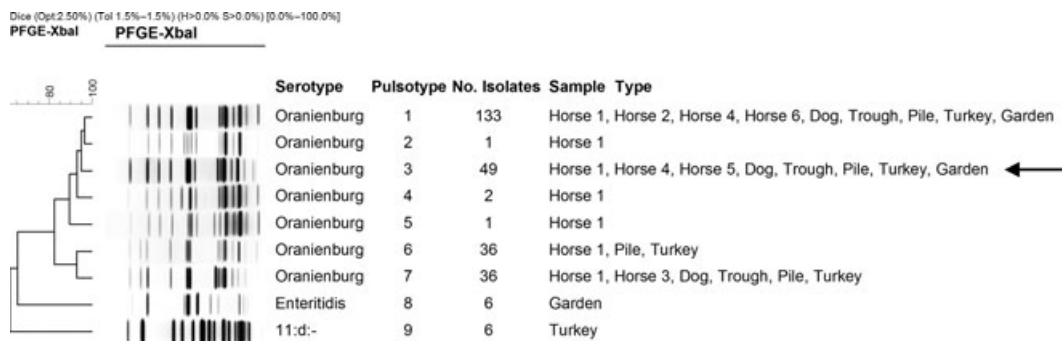 Dice (Opt:2.50%) (Tol 1.5%-1.5%) (H>0.0% S>0.0%) [0.0%-100.0%]
PFGE-XbaI PFGE-XbaI
80 100
Serotype Pulsotype No. Isolates Sample Type
Oranienburg 1 133 Horse 1, Horse 2, Horse 4, Horse 6, Dog, Trough, Pile, Turkey, Garden
Oranienburg 2 1 Horse 1
Oranienburg 3 49 Horse 1, Horse 4, Horse 5, Dog, Trough, Pile, Turkey, Garden
Oranienburg 4 2 Horse 1
Oranienburg 5 1 Horse 1
Oranienburg 6 36 Horse 1, Pile, Turkey
Oranienburg 7 36 Horse 1, Horse 3, Dog, Trough, Pile, Turkey
Enteritidis 8 6 Garden
11:d:- 9 6 Turkey